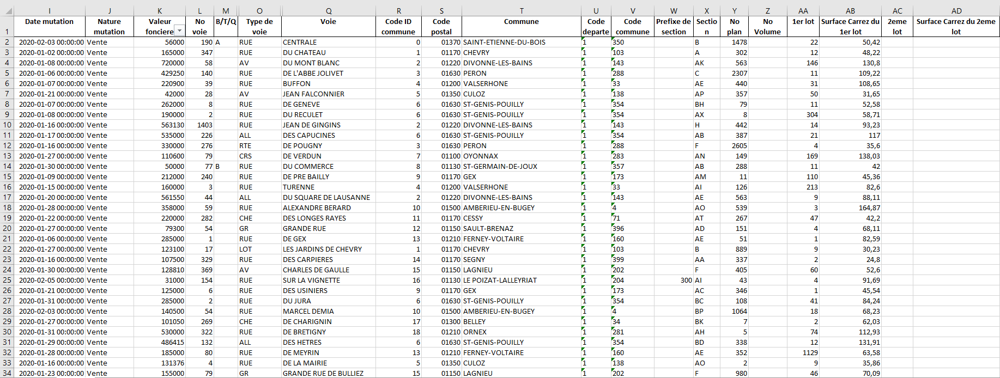 I J K L M O Q R S T U V W X Y Z AA AB AC AD
Date mutation Nature mutation Valeur fonciere No voie B/T/Q Type de voie Voie Code ID commune Code postal Commune Code departe Code commune Prefixe de section Sectio n No plan No Volume 1er lot Surface Carrez du 1er lot 2eme lot Surface Carrez du 2eme lot
1
2 2020-02-03 00:00:00 Vente 56000 190 A RUE CENTRALE 0 01370 SAINT-ETIENNE-DU-BOIS 1 350 B 1478 22 50,42
3 2020-01-02 00:00:00 Vente 165000 347 RUE DU CHATEAU 1 01170 CHEVRY 1 103 A 302 12 48,22
4 2020-01-08 00:00:00 Vente 720000 58 AV DU MONT BLANC 2 01220 DIVONNE-LES-BAINS 1 143 AK 563 146 130,8
5 2020-01-06 00:00:00 Vente 429250 140 RUE DE L'ABBE JOLIVET 3 01630 PERON 1 288 C 2307 11 109,22
6 2020-01-07 00:00:00 Vente 220900 39 RUE BUFFON 4 01200 VALSERHONE 1 33 AE 440 31 108,65
7 2020-01-21 00:00:00 Vente 42000 28 AV JEAN FALCONNIER 5 01350 CULOZ 1 138 AP 357 50 31,65
8 2020-01-07 00:00:00 Vente 262000 8 RUE DE GENEVE 6 01630 ST-GENIS-POUILLY 1 354 BH 79 11 52,58
9 2020-01-08 00:00:00 Vente 190000 2 RUE DU RECULET 6 01630 ST-GENIS-POUILLY 1 354 AX 8 304 58,71
10 2020-01-16 00:00:00 Vente 563130 1403 RUE JEAN DE GINGINS 2 01220 DIVONNE-LES-BAINS 1 143 H 442 14 93,23
11 2020-01-17 00:00:00 Vente 535000 226 ALL DES CAPUCINES 6 01630 ST-GENIS-POUILLY 1 354 AB 387 21 117
12 2020-01-16 00:00:00 Vente 330000 276 RTE DE POUGNY 3 01630 PERON 1 288 F 2605 4 35,6
13 2020-01-27 00:00:00 Vente 110600 79 CRS DE VERDUN 7 01100 OYONNAX 1 283 AN 149 169 138,03
14 2020-01-30 00:00:00 Vente 50000 77 B RUE DU COMMERCE 8 01130 ST-GERMAIN-DE-JOUX 1 357 AB 288 11 42
15 2020-01-09 00:00:00 Vente 212000 240 RUE DE PRE BAILLY 9 01170 GEX 1 173 AM 11 110 45,36
16 2020-01-15 00:00:00 Vente 160000 3 RUE TURENNE 4 01200 VALSERHONE 1 33 AI 126 213 82,6
17 2020-01-20 00:00:00 Vente 561550 44 ALL DU SQUARE DE LAUSANNE 2 01220 DIVONNE-LES-BAINS 1 143 AE 563 9 88,11
18 2020-01-28 00:00:00 Vente 358000 59 RUE ALEXANDRE BERARD 10 01500 AMBERIEU-EN-BUGEY 1 4 AO 539 3 164,87
19 2020-01-22 00:00:00 Vente 220000 282 CHE DES LONGES RAYES 11 01170 CESSY 1 71 AT 267 47 42,2
20 2020-01-27 00:00:00 Vente 79300 54 GR GRANDE RUE 12 01150 SAULT-BRENAZ 1 396 AD 151 4 68,11
21 2020-01-06 00:00:00 Vente 285000 1 RUE DE GEX 13 01210 FERNEY-VOLTAIRE 1 160 AE 51 1 82,59
22 2020-01-27 00:00:00 Vente 123100 17 LOT LES JARDINS DE CHEVRY 1 01170 CHEVRY 1 103 B 889 9 30,23
23 2020-01-16 00:00:00 Vente 107500 329 RUE DES CARPIERES 14 01170 SEGNY 1 399 AA 337 2 24,8
24 2020-01-30 00:00:00 Vente 128810 369 AV CHARLES DE GAULLE 15 01150 LAGNIEU 1 202 F 405 60 52,6
25 2020-02-05 00:00:00 Vente 31000 154 RUE SUR LA VIGNETTE 16 01130 LE POIZAT-LALLEYRIAT 1 204 300 AI 43 4 91,69
26 2020-01-21 00:00:00 Vente 125000 6 RUE DES USINIERS 9 01170 GEX 1 173 AC 346 1 45,54
27 2020-01-31 00:00:00 Vente 285000 2 RUE DU JURA 6 01630 ST-GENIS-POUILLY 1 354 BC 108 41 84,24
28 2020-02-03 00:00:00 Vente 140500 54 RUE MARCEL DEMIA 10 01500 AMBERIEU-EN-BUGEY 1 4 BP 1064 18 68,23
29 2020-01-27 00:00:00 Vente 101050 269 CHE DE CHARIGNIN 17 01300 BELLEY 1 34 BK 7 2 62,03
30 2020-01-31 00:00:00 Vente 530000 322 RUE DE BRETIGNY 18 01210 ORNEX 1 281 AH 5 74 112,93
31 2020-01-29 00:00:00 Vente 486415 132 ALL DES HETRES 6 01630 ST-GENIS-POUILLY 1 354 BD 338 12 131,91
32 2020-01-28 00:00:00 Vente 185000 80 RUE DE MEYRIN 13 01210 FERNEY-VOLTAIRE 1 160 AE 352 1129 63,58
33 2020-01-16 00:00:00 Vente 131376 4 RUE DE LA MAIRIE 5 01350 CULOZ 1 138 AO 2 9 35,86
34 2020-01-23 00:00:00 Vente 155000 79 GR GRANDE RUE DE BULLIEZ 15 01150 LAGNIEU 1 202 F 980 46 70,09